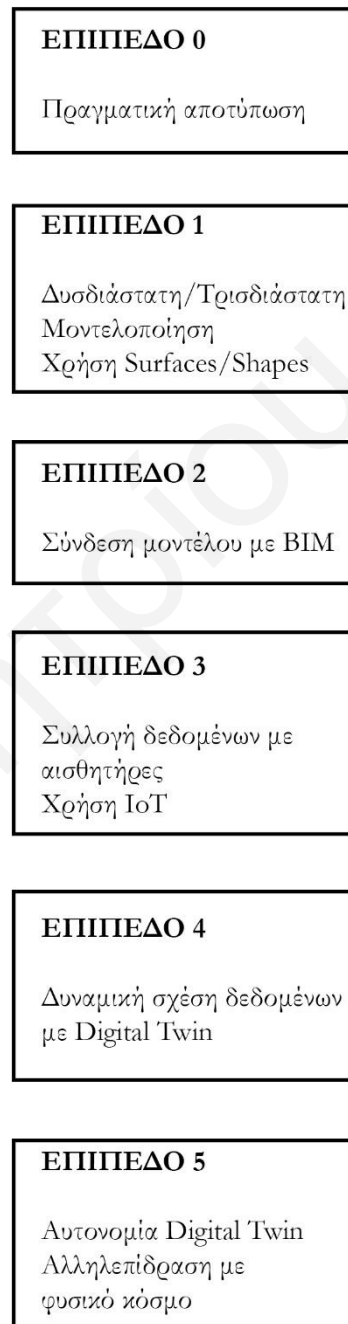 ΕΠΙΠΕΔΟ 0
Πραγματική αποτύπωση
ΕΠΙΠΕΔΟ 1
Δυσδιάστατη/Τρισδιάστατη
Μοντελοποίηση
Χρήση Surfaces/Shapes
ΕΠΙΠΕΔΟ 2
Σύνδεση μοντέλου με BIM
ΕΠΙΠΕΔΟ 3
Συλλογή δεδομένων με
αισθητήρες
Χρήση IoT
ΕΠΙΠΕΔΟ 4
Δυναμική σχέση δεδομένων
με Digital Twin
ΕΠΙΠΕΔΟ 5
Αυτονομία Digital Twin
Αλληλεπίδραση με
φυσικό κόσμο